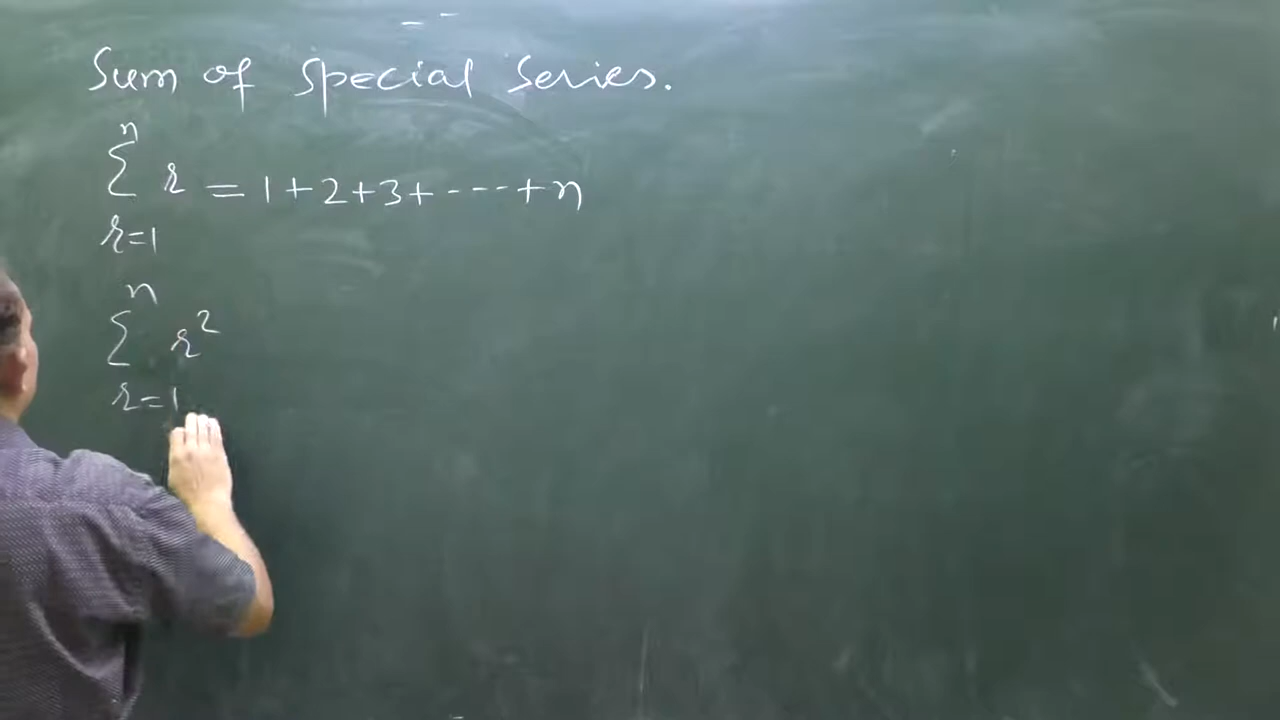 Sum of Special Series.
n
∑ r = 1+2+3+----+n
r=1
n
∑ r²
r=1